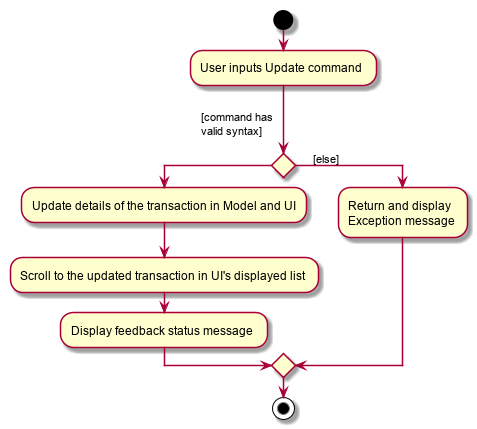 User inputs Update command
[command has
valid syntax]
[else]
Update details of the transaction in Model and UI
Return and display
Exception message
Scroll to the updated transaction in UI's displayed list
Display feedback status message